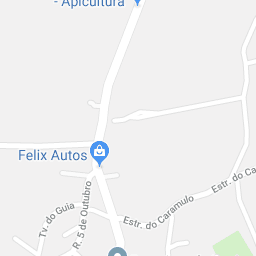 - Apicultura
Felix Autos
Estr. do Caramulo
Estr. do Ca
Tv. do Guia
R. 5 de Outubro